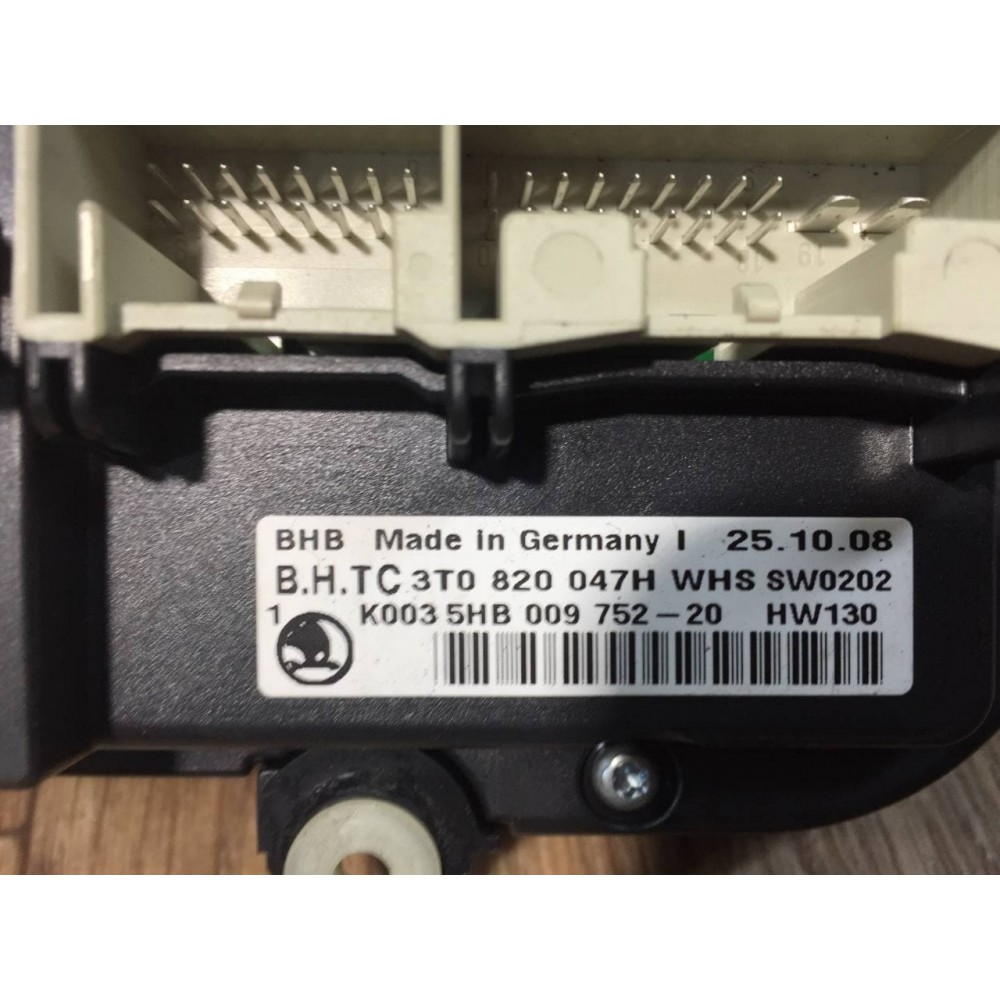 BHB Made in Germany I 25.10.08
B.H.TC 3T0 820 047H WHS SW0202
1 K003 5HB 009 752-20 HW130